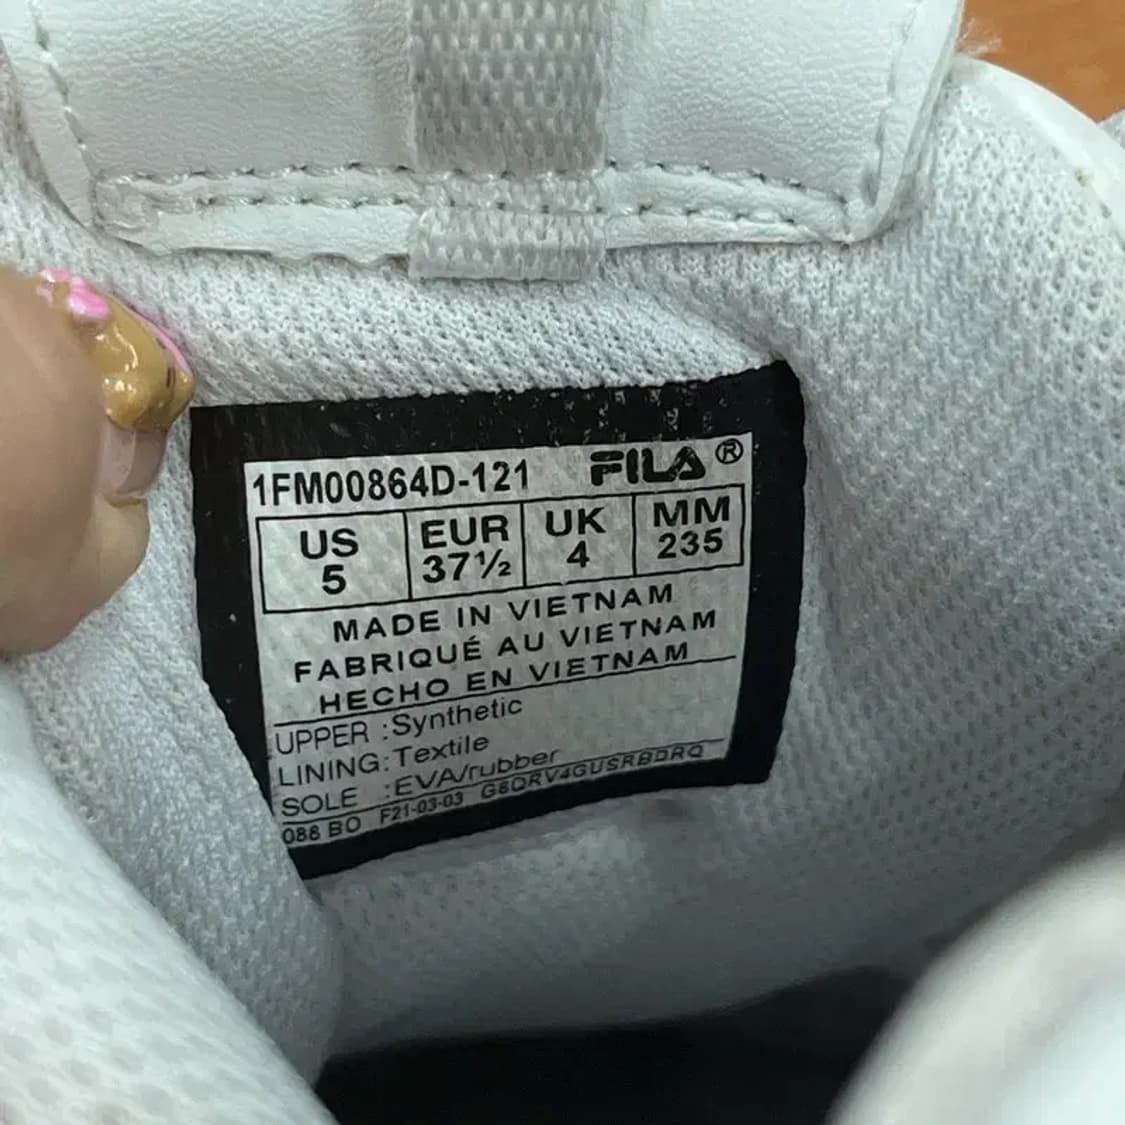 1FM00864D-121 FILA®
US EUR UK MM
5 37½ 4 235
MADE IN VIETNAM
FABRIQUÉ AU VIETNAM
HECHO EN VIETNAM
UPPER :Synthetic
LINING:Textile
SOLE :EVA/rubber
088 BO F21-03-03 G8DRV4GUSRBDRQ